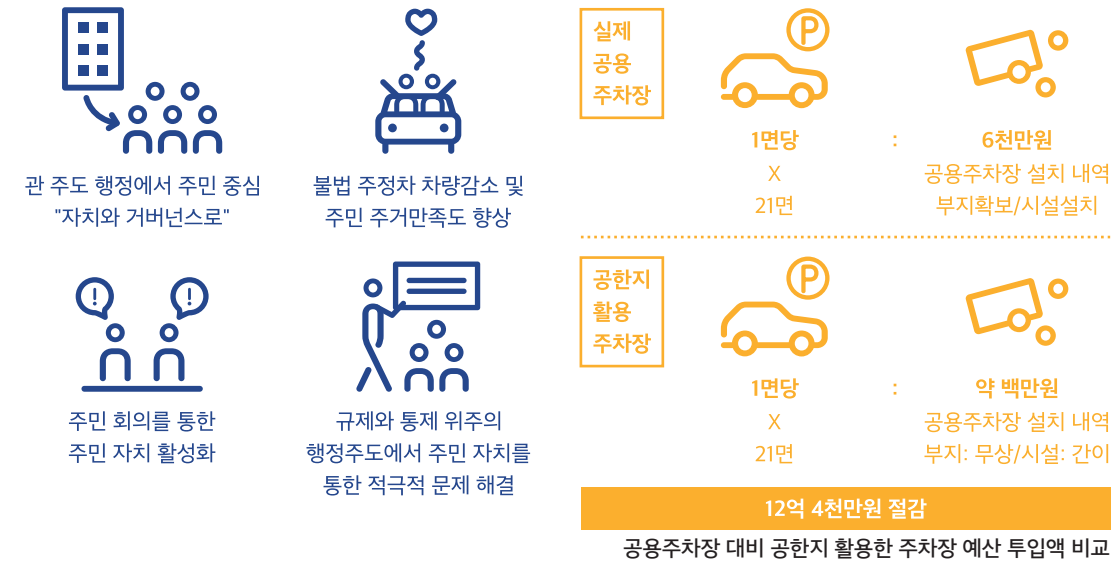 관 주도 행정에서 주민 중심
"자치와 거버넌스로"
불법 주정차 차량감소 및
주민 주거만족도 향상
!
!
주민 회의를 통한
주민 자치 활성화
규제와 통제 위주의
행정주도에서 주민 자치를
통한 적극적 문제 해결
실제
공용
주차장
P
1면당 : 6천만원
X 공용주차장 설치 내역
21면 부지확보/시설설치
공한지
활용
주차장
P
1면당 : 약 백만원
X 공용주차장 설치 내역
21면 부지: 무상/시설: 간이
12억 4천만원 절감
공용주차장 대비 공한지 활용한 주차장 예산 투입액 비교